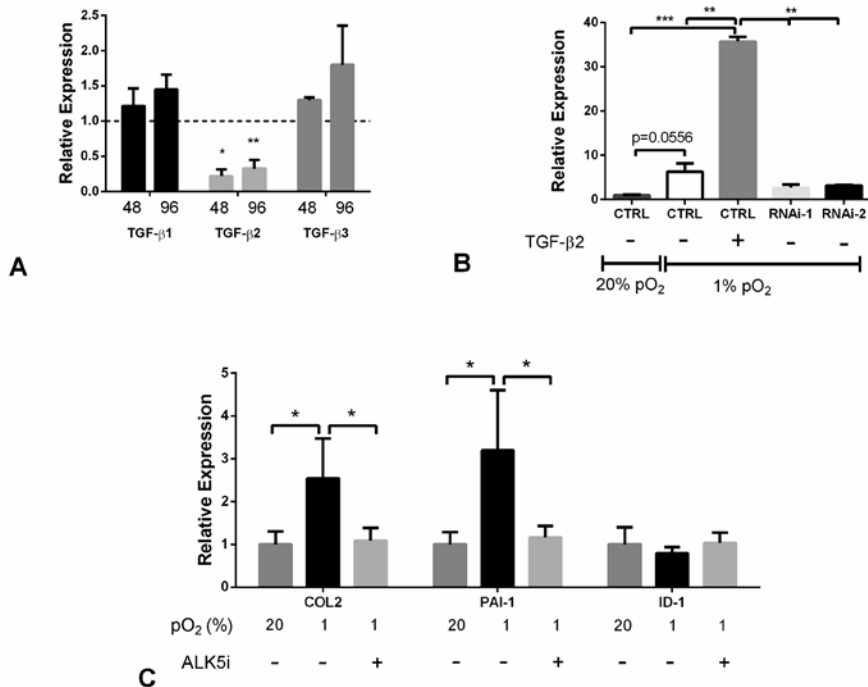 Relative Expression
2.5
2.0
1.5
1.0
0.5
0.0
* **
48 96 48 96 48 96
TGF-β1 TGF-β2 TGF-β3
A
Relative Expression
40
30
20
10
0
*** ** **
p=0.0556
CTRL CTRL CTRL RNAi-1 RNAi-2
TGF-β2 - - + - -
20% pO2 1% pO2
B
Relative Expression
5
4
3
2
1
0
* * * *
COL2 PAI-1 ID-1
pO2 (%) 20 1 1 20 1 1 20 1 1
ALK5i - - + - - + - - +
C